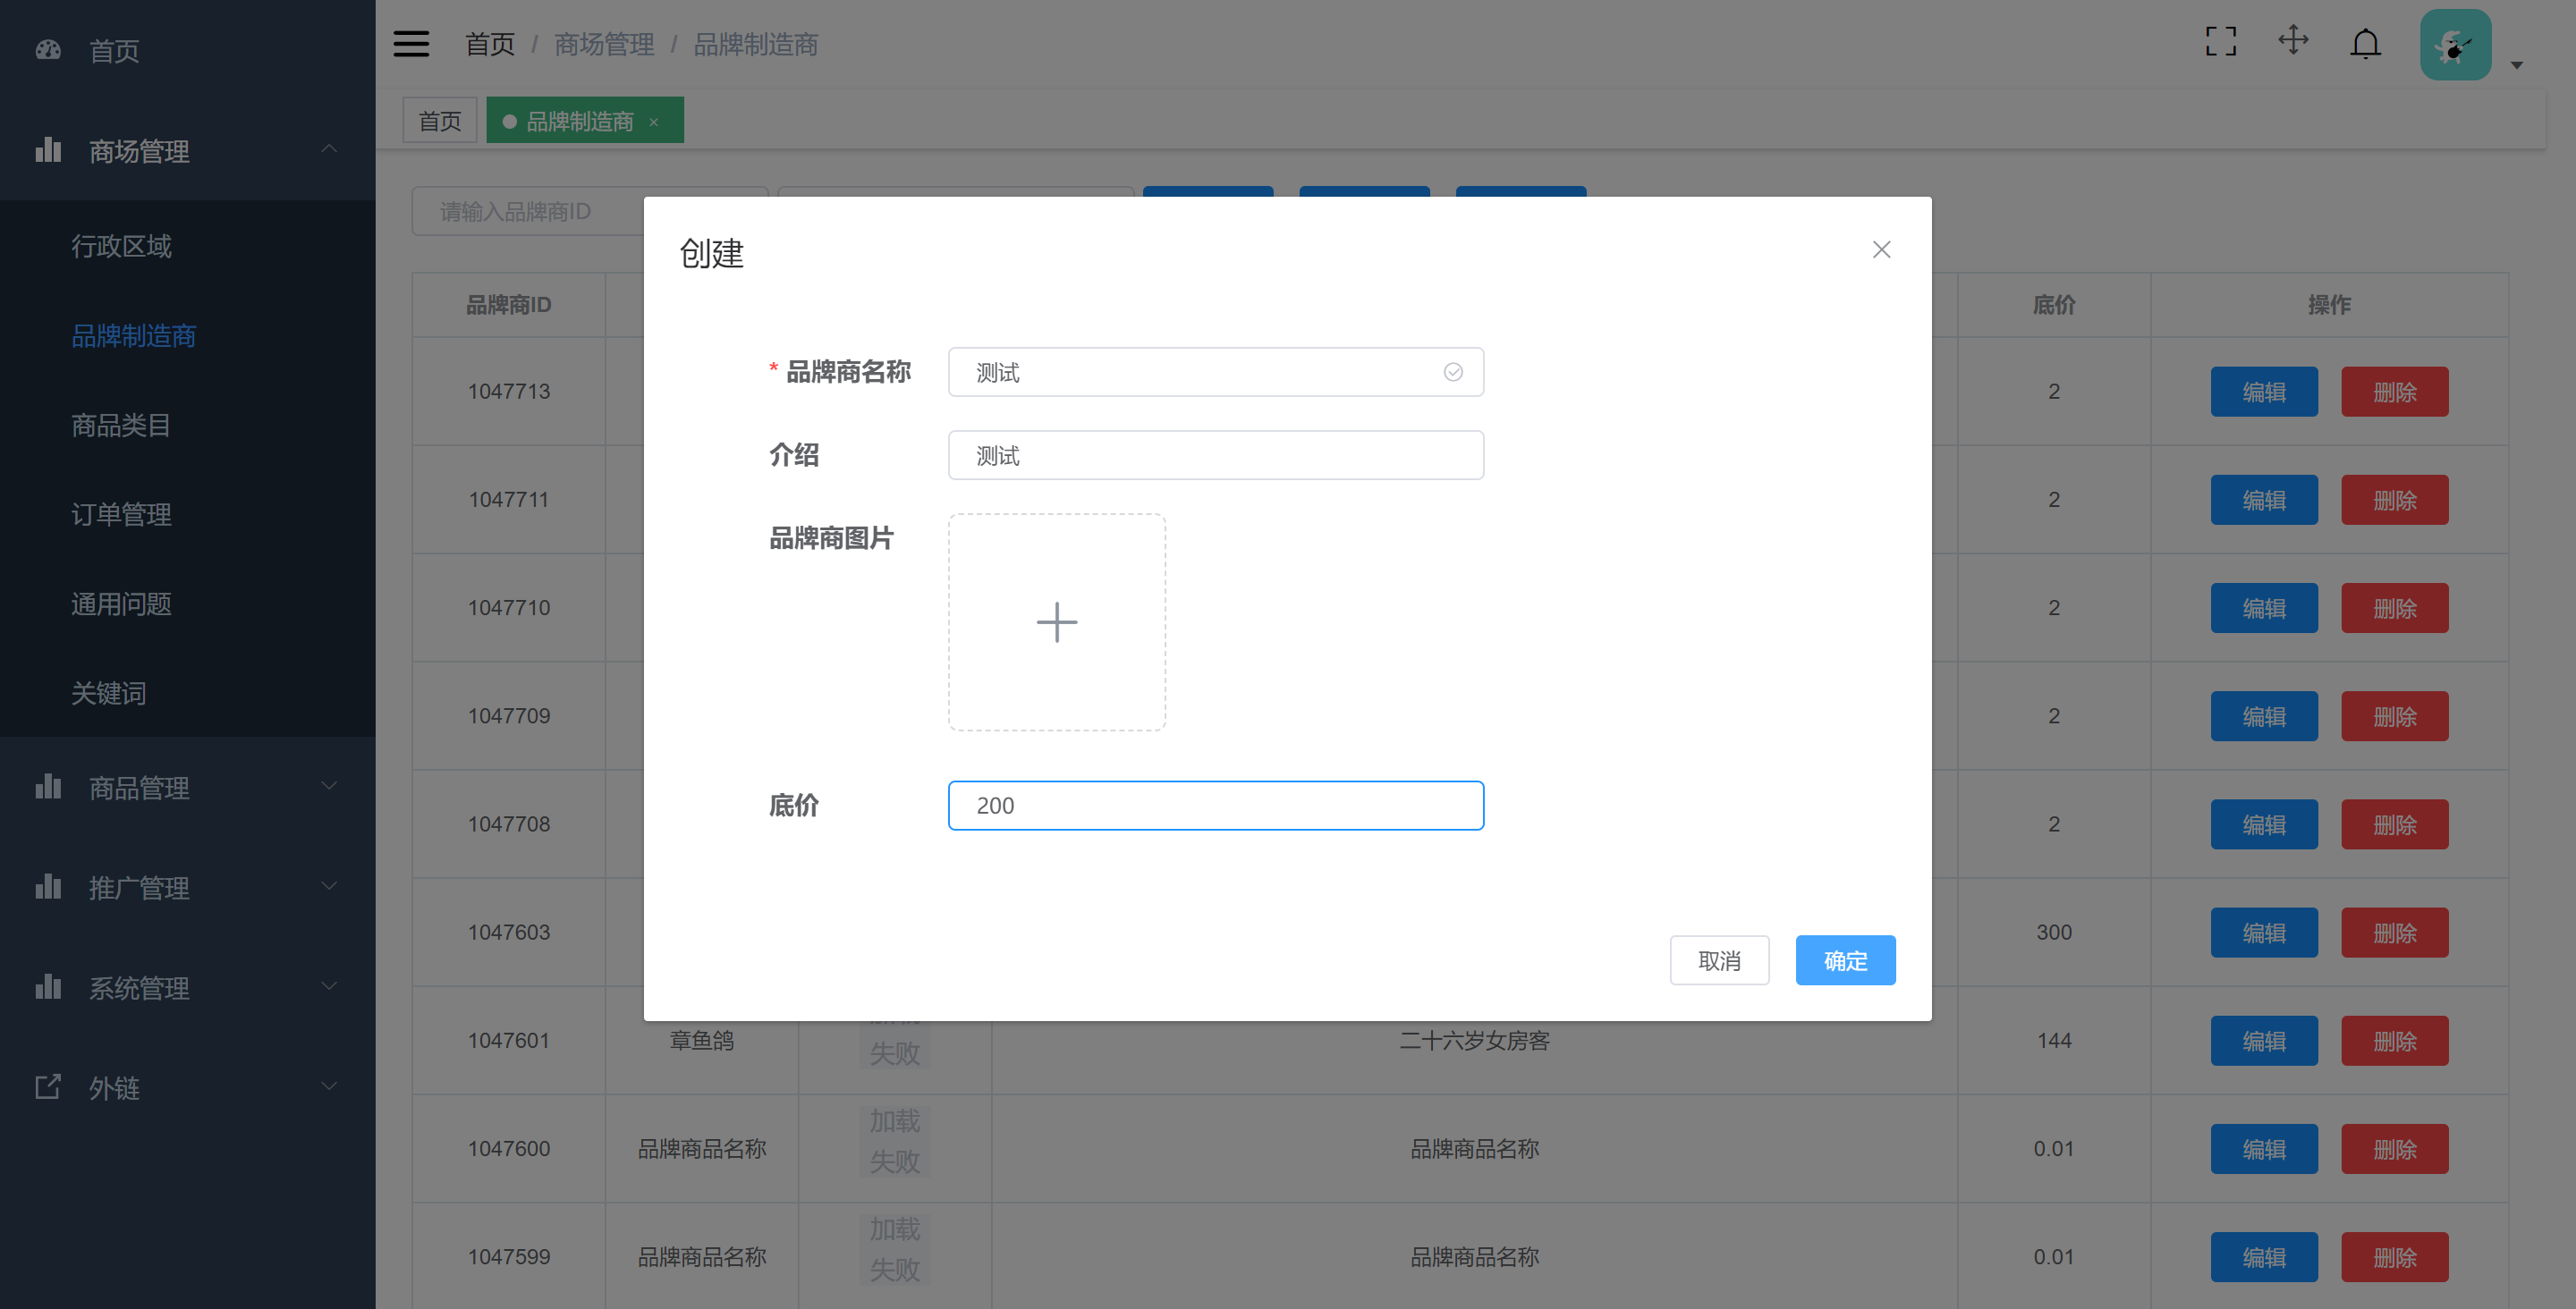 首页
商场管理
行政区域
品牌制造商
商品类目
订单管理
通用问题
关键词
商品管理
推广管理
系统管理
外链
首页 / 商场管理 / 品牌制造商
首页
品牌制造商 ×
请输入品牌商ID
品牌商ID 底价 操作
1047713 2 编辑 删除
1047711 2 编辑 删除
1047710 2 编辑 删除
1047709 2 编辑 删除
1047708 2 编辑 删除
1047603 300 编辑 删除
1047601 章鱼鸽 失败 二十六岁女房客 144 编辑 删除
1047600 品牌商品名称 加载 失败 品牌商品名称 0.01 编辑 删除
1047599 品牌商品名称 加载 失败 品牌商品名称 0.01 编辑 删除
创建
* 品牌商名称 测试
介绍 测试
品牌商图片
底价 200
取消 确定